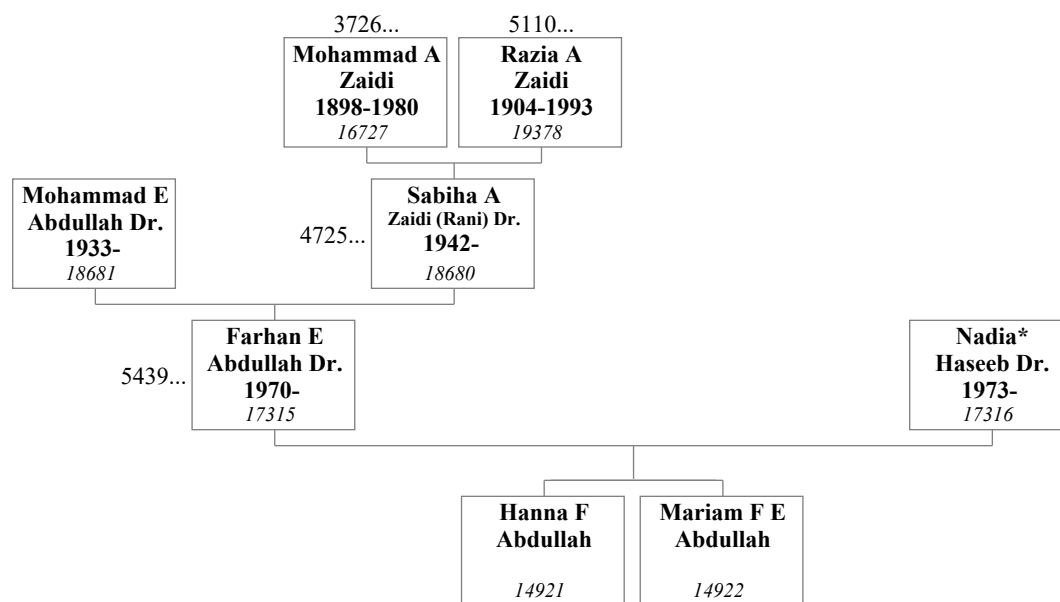 3726...
5110...
Mohammad A
Zaidi
1898-1980
16727
Razia A
Zaidi
1904-1993
19378
Mohammad E
Abdullah Dr.
1933-
18681
4725...
Sabiha A
Zaidi (Rani) Dr.
1942-
18680
5439...
Farhan E
Abdullah Dr.
1970-
17315
Nadia*
Haseeb Dr.
1973-
17316
Hanna F
Abdullah
14921
Mariam F E
Abdullah
14922